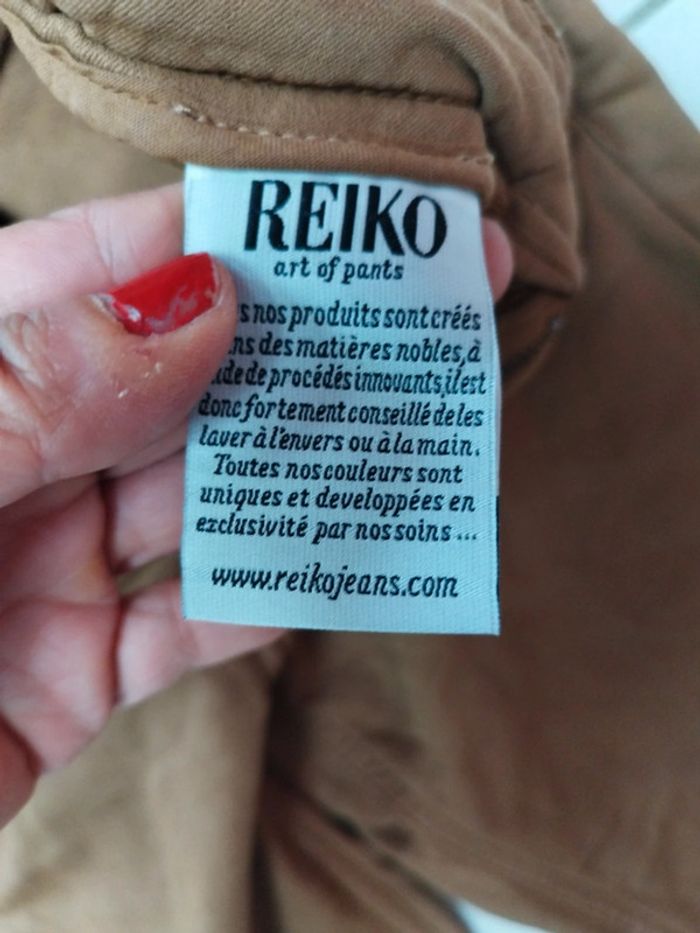 REIKO
art of pants
nos produits sont créés
des matières nobles, à
de procédés innovants, il est
donc fortement conseillé de les
laver à l'envers ou à la main.
Toutes nos couleurs sont
uniques et developpées en
exclusivité par nos soins ...
www.reikojeans.com